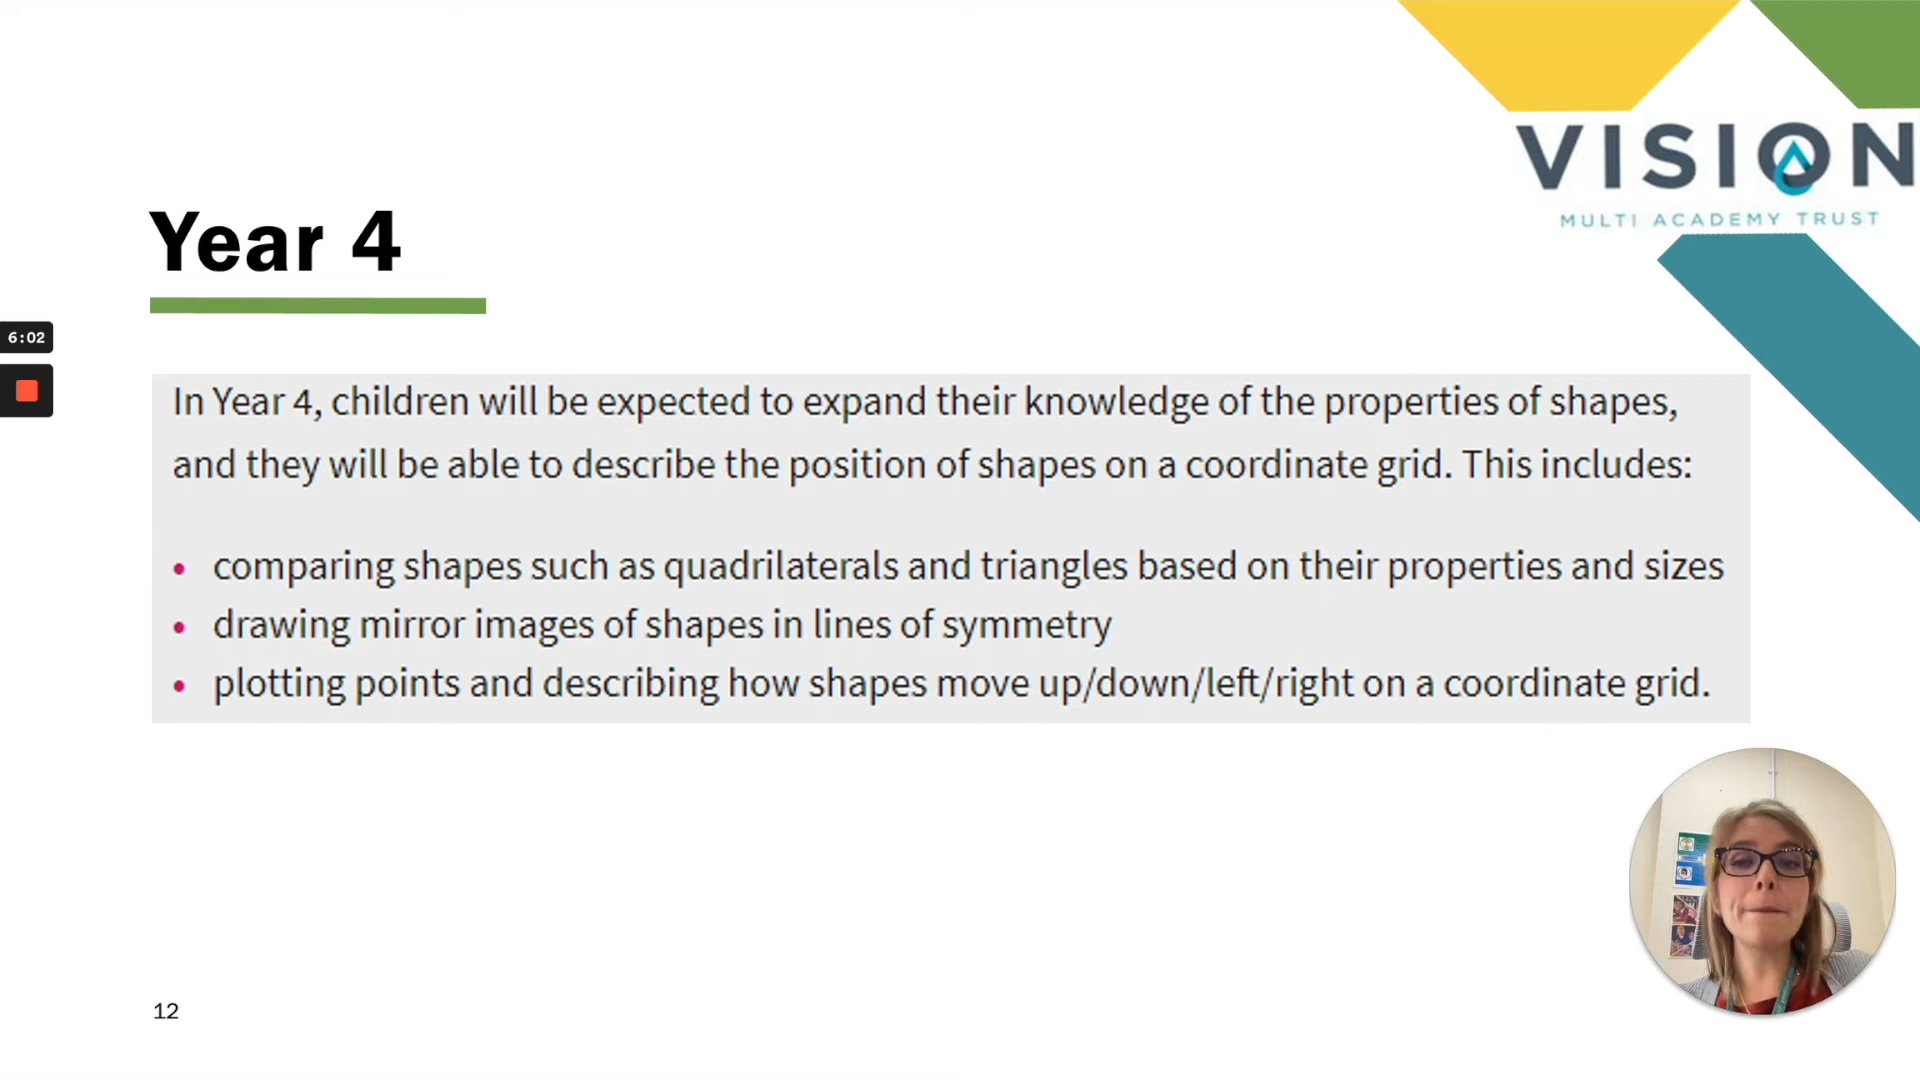 VISION
MULTI ACADEMY TRUST
Year 4
6:02
In Year 4, children will be expected to expand their knowledge of the properties of shapes,
and they will be able to describe the position of shapes on a coordinate grid. This includes:
• comparing shapes such as quadrilaterals and triangles based on their properties and sizes
• drawing mirror images of shapes in lines of symmetry
• plotting points and describing how shapes move up/down/left/right on a coordinate grid.
12